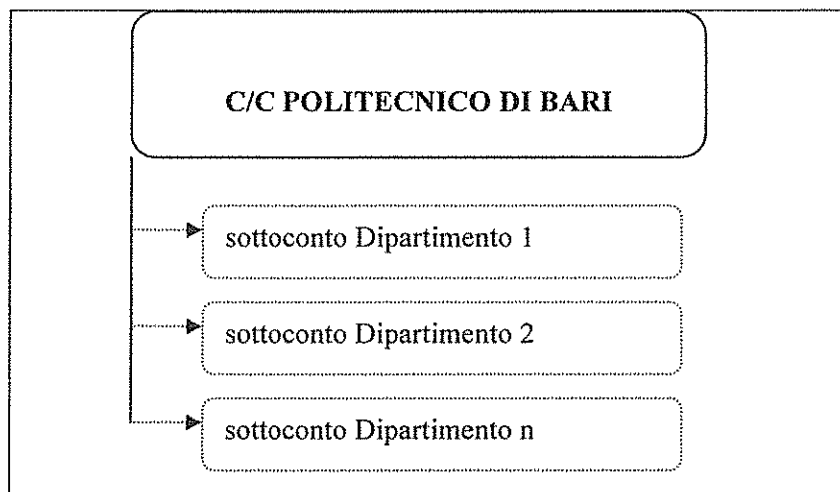 C/C POLITECNICO DI BARI
sottoconto Dipartimento 1
sottoconto Dipartimento 2
sottoconto Dipartimento n